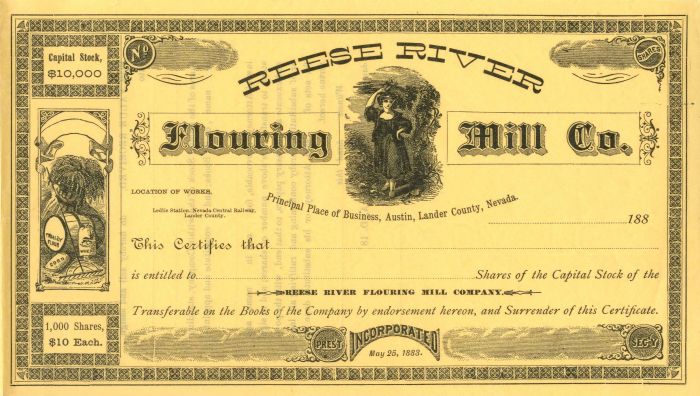 Capital Stock,
$10,000
No
SHARES
REESE RIVER
Flouring Mill Co.
LOCATION OF WORKS,
Ledlie Station, Nevada Central Railway,
Lander County.
Principal Place of Business, Austin, Lander County, Nevada.
188
This Certifies that
is entitled to Shares of the Capital Stock of the
REESE RIVER FLOURING MILL COMPANY.
Transferable on the Books of the Company by endorsement hereon, and Surrender of this Certificate.
FAMILY
FLOUR
1,000 Shares,
$10 Each.
PREST
INCORPORATED
May 25, 1883.
SEC'Y